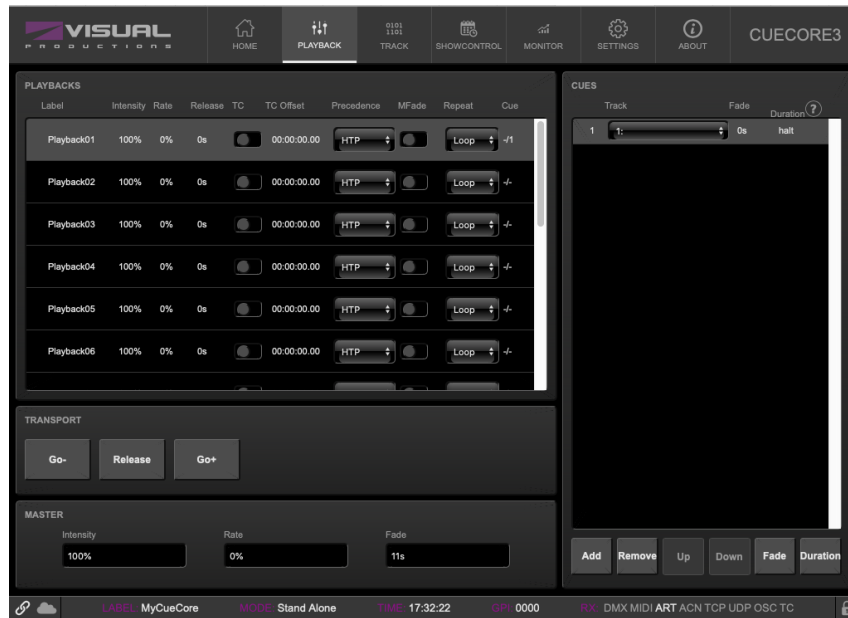 VISUAL
PRODUCTIONS
HOME
PLAYBACK
0101
1101
TRACK
SHOWCONTROL
MONITOR
SETTINGS
ABOUT
CUECORE3
PLAYBACKS
Label Intensity Rate Release TC TC Offset Precedence MFade Repeat Cue
Playback01 100% 0% 0s 00:00:00.00 HTP Loop -/1
Playback02 100% 0% 0s 00:00:00.00 HTP Loop -/-
Playback03 100% 0% 0s 00:00:00.00 HTP Loop -/-
Playback04 100% 0% 0s 00:00:00.00 HTP Loop -/-
Playback05 100% 0% 0s 00:00:00.00 HTP Loop -/-
Playback06 100% 0% 0s 00:00:00.00 HTP Loop -/-
TRANSPORT
Go- Release Go+
MASTER
Intensity Rate Fade
100% 0% 11s
CUES
Track Fade Duration ?
1 1: 0s halt
Add Remove Up Down Fade Duration
LABEL: MyCueCore MODE: Stand Alone TIME: 17:32:22 GPI: 0000 RX: DMX MIDI ART ACN TCP UDP OSC TC